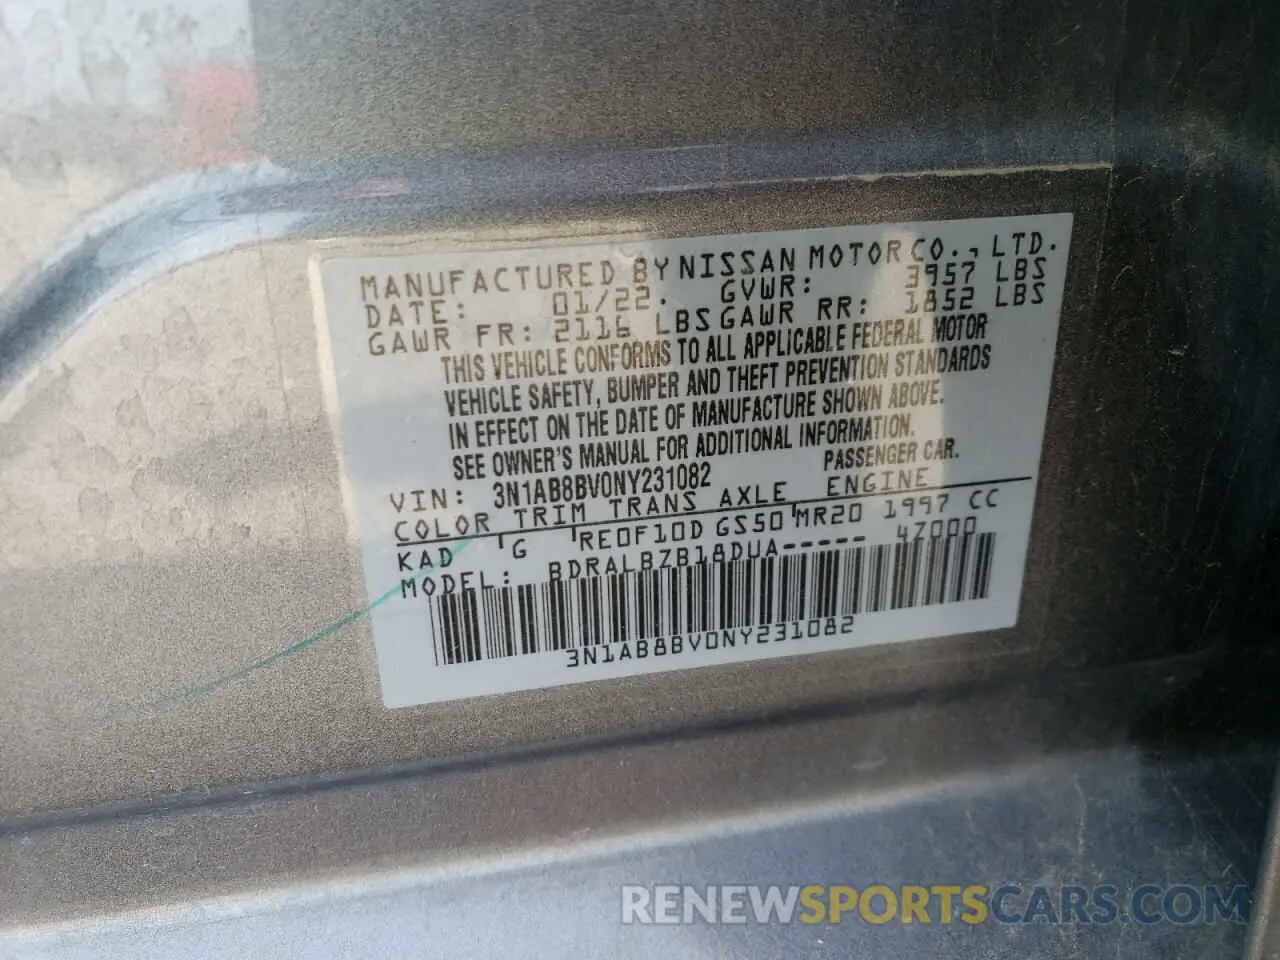 MANUFACTURED BY NISSAN MOTOR CO., LTD.
DATE: 01/22. GVWR: 3957 LBS
GAWR FR: 2116 LBS GAWR RR: 1852 LBS
THIS VEHICLE CONFORMS TO ALL APPLICABLE FEDERAL MOTOR
VEHICLE SAFETY, BUMPER AND THEFT PREVENTION STANDARDS
IN EFFECT ON THE DATE OF MANUFACTURE SHOWN ABOVE.
SEE OWNER'S MANUAL FOR ADDITIONAL INFORMATION.
VIN: 3N1AB8BV0NY231082 PASSENGER CAR.
COLOR TRIM TRANS AXLE ENGINE
KAD G RE0F10D GS50 MR20 1997 CC
MODEL: BDRALBZB18DUA----- 4Z000
3N1AB8BV0NY231082
RENEWSPORTSCARS.COM